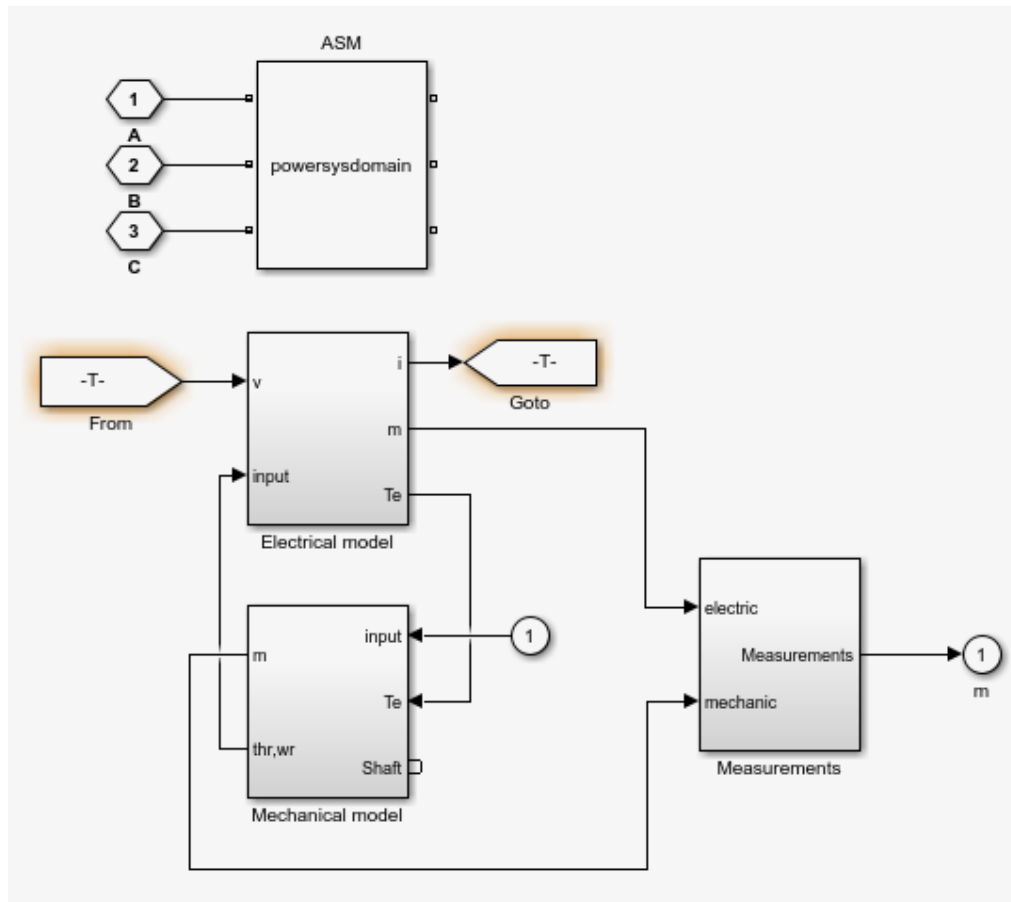 ASM
1
A
2
B
3
C
powersysdomain
-T-
From
v
input
i
m
Te
Electrical model
-T-
Goto
m
thr,wr
input
Te
Shaft
Mechanical model
1
electric
mechanic
Measurements
Measurements
1
m